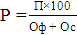 Р = П×100
Оф + Ос